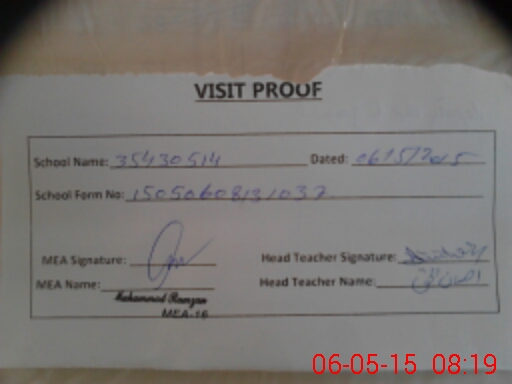 VISIT PROOF
School Name: 35430514 Dated: 06/5/2015
School Form No:
MEA Signature: Head Teacher Signature:
MEA Name: Head Teacher Name:
Muhammad Ramzan
MEA-16
06-05-15 08:19